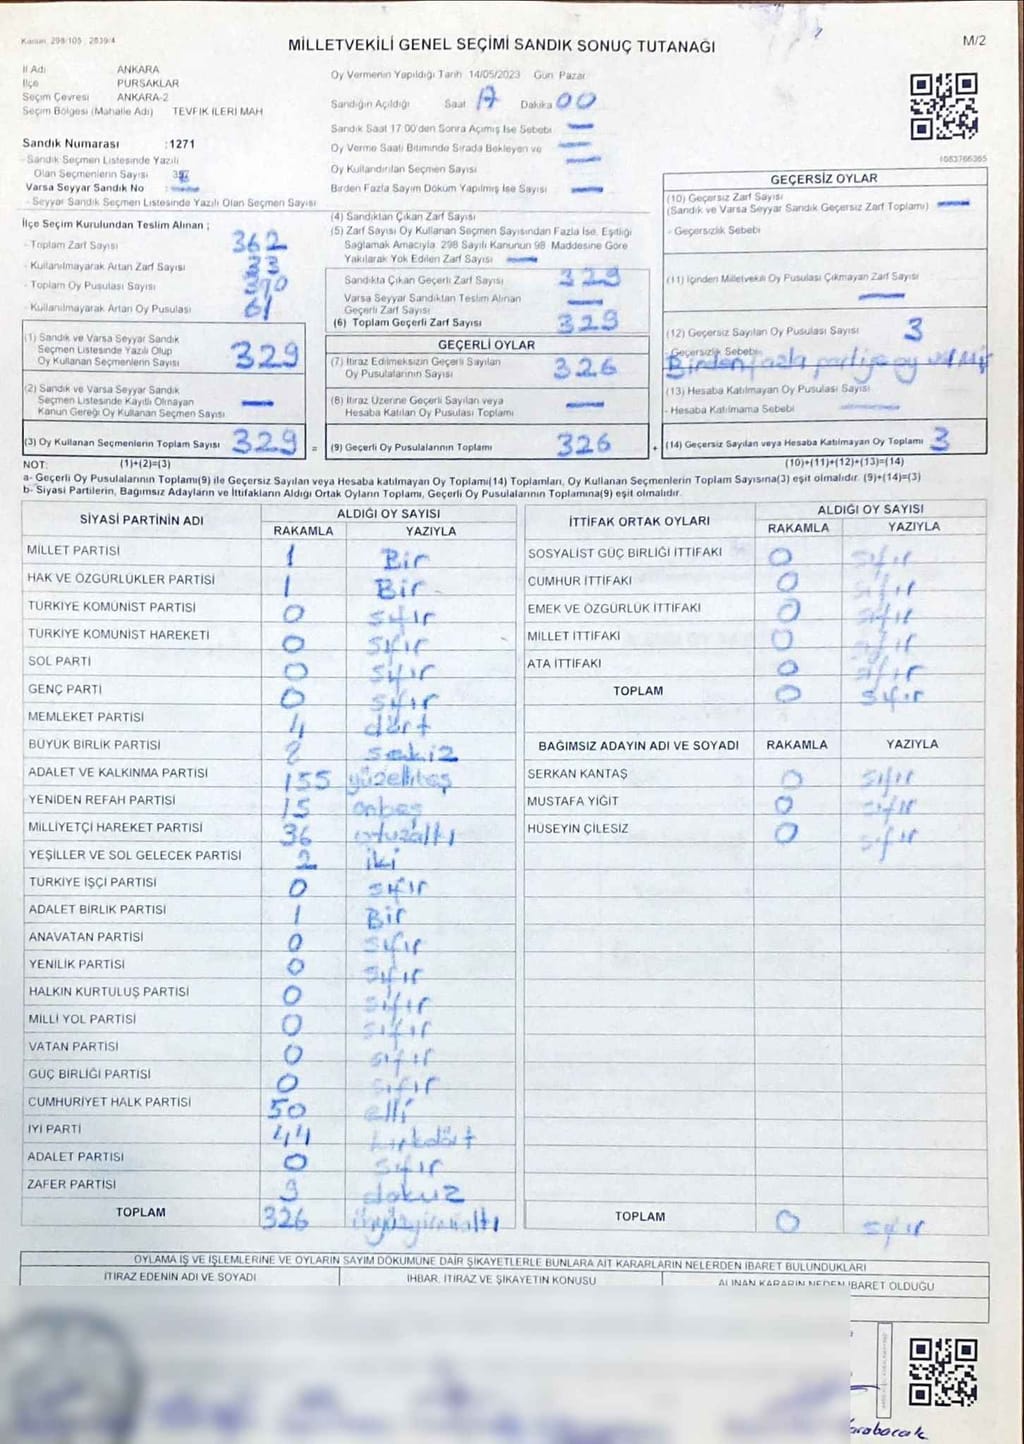 Kanun: 298/105 ; 2839/4
MİLLETVEKİLİ GENEL SEÇİMİ SANDIK SONUÇ TUTANAĞI
M/2
İl Adı ANKARA
İlçe PURSAKLAR
Seçim Çevresi ANKARA-2
Seçim Bölgesi (Mahalle Adı) TEVFİK İLERİ MAH
Sandık Numarası :1271
- Sandık Seçmen Listesinde Yazılı
Olan Seçmenlerin Sayısı
Varsa Seyyar Sandık No :
- Seyyar Sandık Seçmen Listesinde Yazılı Olan Seçmen Sayısı
Oy Vermenin Yapıldığı Tarih 14/05/2023 Gün Pazar
Sandığın Açıldığı Saat 17 Dakika 00
Sandık Saat 17.00'den Sonra Açılmış İse Sebebi
Oy Verme Saati Bitiminde Sırada Bekleyen ve
Oy Kullandırılan Seçmen Sayısı
Birden Fazla Sayım Döküm Yapılmış İse Sayısı
1083766365
İlçe Seçim Kurulundan Teslim Alınan ;
- Toplam Zarf Sayısı 362
- Kullanılmayarak Artan Zarf Sayısı
- Toplam Oy Pusulası Sayısı
- Kullanılmayarak Artan Oy Pusulası 61
(1) Sandık ve Varsa Seyyar Sandık
Seçmen Listesinde Yazılı Olup
Oy Kullanan Seçmenlerin Sayısı 329
(2) Sandık ve Varsa Seyyar Sandık
Seçmen Listesinde Kayıtlı Olmayan
Kanun Gereği Oy Kullanan Seçmen Sayısı
(3) Oy Kullanan Seçmenlerin Toplam Sayısı 329 =
(4) Sandıktan Çıkan Zarf Sayısı
(5) Zarf Sayısı Oy Kullanan Seçmen Sayısından Fazla İse, Eşitliği
Sağlamak Amacıyla, 298 Sayılı Kanunun 98. Maddesine Göre
Yakılarak Yok Edilen Zarf Sayısı
Sandıkta Çıkan Geçerli Zarf Sayısı 329
Varsa Seyyar Sandıktan Teslim Alınan
Geçerli Zarf Sayısı
(6) Toplam Geçerli Zarf Sayısı 329
GEÇERLİ OYLAR
(7) İtiraz Edilmeksizin Geçerli Sayılan
Oy Pusulalarının Sayısı 326
(8) İtiraz Üzerine Geçerli Sayılan veya
Hesaba Katılan Oy Pusulası Toplamı
(9) Geçerli Oy Pusulalarının Toplamı 326 +
GEÇERSİZ OYLAR
(10) Geçersiz Zarf Sayısı
(Sandık ve Varsa Seyyar Sandık Geçersiz Zarf Toplamı)
- Geçersizlik Sebebi
(11) İçinden Milletvekili Oy Pusulası Çıkmayan Zarf Sayısı
(12) Geçersiz Sayılan Oy Pusulası Sayısı 3
- Geçersizlik Sebebi
Birden fazla partiye oy
(13) Hesaba Katılmayan Oy Pusulası Sayısı
- Hesaba Katılmama Sebebi
(14) Geçersiz Sayılan veya Hesaba Katılmayan Oy Toplamı 3
NOT: (1)+(2)=(3) (10)+(11)+(12)+(13)=(14)
a- Geçerli Oy Pusulalarının Toplamı(9) ile Geçersiz Sayılan veya Hesaba katılmayan Oy Toplamı(14) Toplamları, Oy Kullanan Seçmenlerin Toplam Sayısına(3) eşit olmalıdır. (9)+(14)=(3)
b- Siyasi Partilerin, Bağımsız Adayların ve İttifakların Aldığı Ortak Oyların Toplamı, Geçerli Oy Pusulalarının Toplamına(9) eşit olmalıdır.
SİYASİ PARTİNİN ADI ALDIĞI OY SAYISI
RAKAMLA YAZIYLA
MİLLET PARTİSİ 1 Bir
HAK VE ÖZGÜRLÜKLER PARTİSİ 1 Bir
TÜRKİYE KOMÜNİST PARTİSİ 0 sıfır
TÜRKİYE KOMÜNİST HAREKETİ 0 sıfır
SOL PARTİ 0 sıfır
GENÇ PARTİ 0 sıfır
MEMLEKET PARTİSİ 4 dört
BÜYÜK BİRLİK PARTİSİ 8 sekiz
ADALET VE KALKINMA PARTİSİ 155 yüzellibeş
YENİDEN REFAH PARTİSİ 15 onbeş
MİLLİYETÇİ HAREKET PARTİSİ 36 otuzaltı
YEŞİLLER VE SOL GELECEK PARTİSİ 2 iki
TÜRKİYE İŞÇİ PARTİSİ 0 sıfır
ADALET BİRLİK PARTİSİ 1 Bir
ANAVATAN PARTİSİ 0 sıfır
YENİLİK PARTİSİ 0 sıfır
HALKIN KURTULUŞ PARTİSİ 0 sıfır
MİLLİ YOL PARTİSİ 0 sıfır
VATAN PARTİSİ 0 sıfır
GÜÇ BİRLİĞİ PARTİSİ 0 sıfır
CUMHURİYET HALK PARTİSİ 50 elli
İYİ PARTİ 44 kırkdört
ADALET PARTİSİ 0 sıfır
ZAFER PARTİSİ 9 dokuz
TOPLAM 326 üçyüzyirmialtı
İTTİFAK ORTAK OYLARI ALDIĞI OY SAYISI
RAKAMLA YAZIYLA
SOSYALİST GÜÇ BİRLİĞİ İTTİFAKI 0 sıfır
CUMHUR İTTİFAKI 0 sıfır
EMEK VE ÖZGÜRLÜK İTTİFAKI 0 sıfır
MİLLET İTTİFAKI 0 sıfır
ATA İTTİFAKI 0 sıfır
TOPLAM 0 sıfır
BAĞIMSIZ ADAYIN ADI VE SOYADI RAKAMLA YAZIYLA
SERKAN KANTAŞ 0 sıfır
MUSTAFA YİĞİT 0 sıfır
HÜSEYİN ÇİLESİZ 0 sıfır
TOPLAM 0 sıfır
OYLAMA İŞ VE İŞLEMLERİNE VE OYLARIN SAYIM DÖKÜMÜNE DAİR ŞİKAYETLERLE BUNLARA AİT KARARLARIN NELERDEN İBARET BULUNDUKLARI
İTİRAZ EDENİN ADI VE SOYADI İHBAR, İTİRAZ VE ŞİKAYETİN KONUSU ALINAN KARARIN NEDEN İBARET OLDUĞU